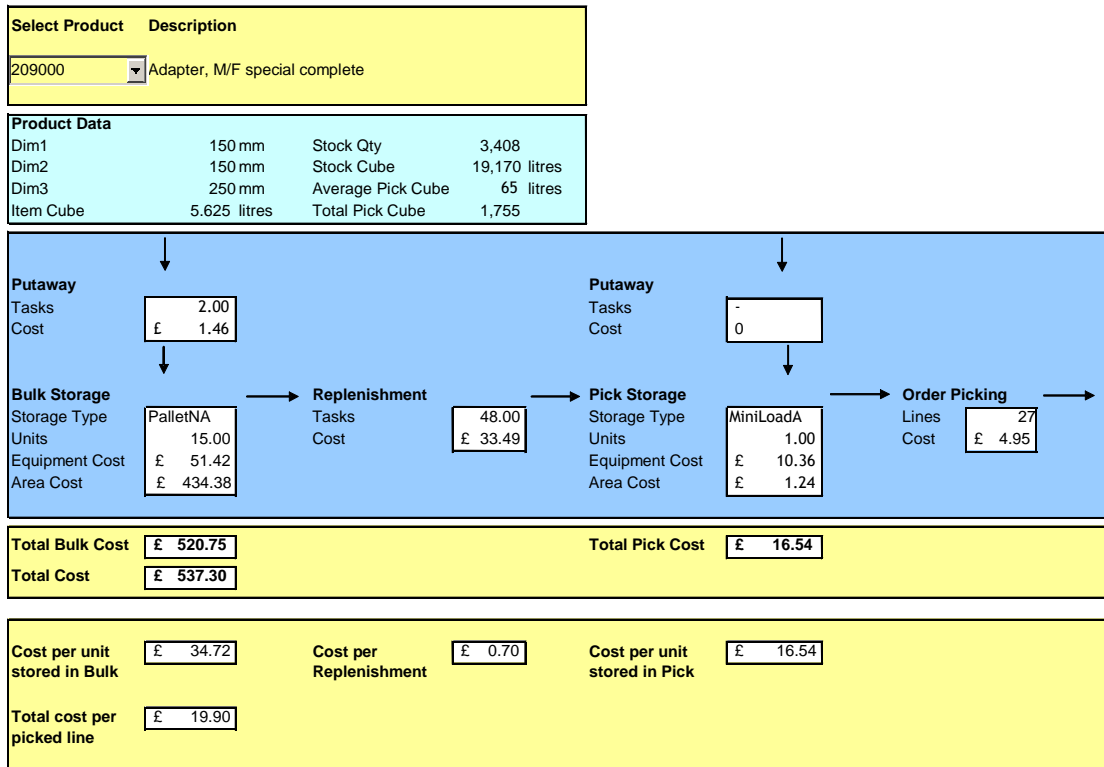 Select Product Description
209000 Adapter, M/F special complete
Product Data
Dim1 150 mm Stock Qty 3,408
Dim2 150 mm Stock Cube 19,170 litres
Dim3 250 mm Average Pick Cube 65 litres
Item Cube 5.625 litres Total Pick Cube 1,755
Putaway Putaway
Tasks 2.00 Tasks -
Cost £ 1.46 Cost 0
Bulk Storage Replenishment Pick Storage Order Picking
Storage Type PalletNA Tasks 48.00 Storage Type MiniLoadA Lines 27
Units 15.00 Cost £ 33.49 Units 1.00 Cost £ 4.95
Equipment Cost £ 51.42 Equipment Cost £ 10.36
Area Cost £ 434.38 Area Cost £ 1.24
Total Bulk Cost £ 520.75 Total Pick Cost £ 16.54
Total Cost £ 537.30
Cost per unit £ 34.72 Cost per £ 0.70 Cost per unit £ 16.54
stored in Bulk Replenishment stored in Pick
Total cost per £ 19.90
picked line